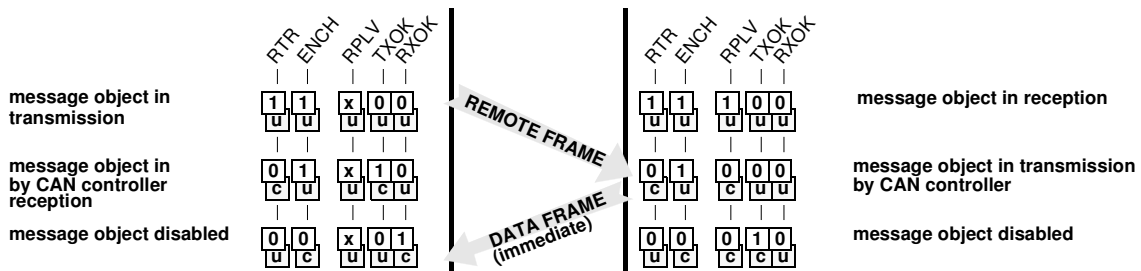 RTR ENCH RPLV TXOK RXOK RTR ENCH RPLV TXOK RXOK
message object in transmission
1 1 x 0 0
u u u u u
REMOTE FRAME
1 1 1 0 0
u u u u u
message object in reception
message object in
by CAN controller
reception
0 1 x 1 0
c u u c u
0 1 0 0 0
c u c u u
message object in transmission
by CAN controller
DATA FRAME
(immediate)
message object disabled
0 0 x 0 1
u c u u c
0 0 0 1 0
u c c c u
message object disabled